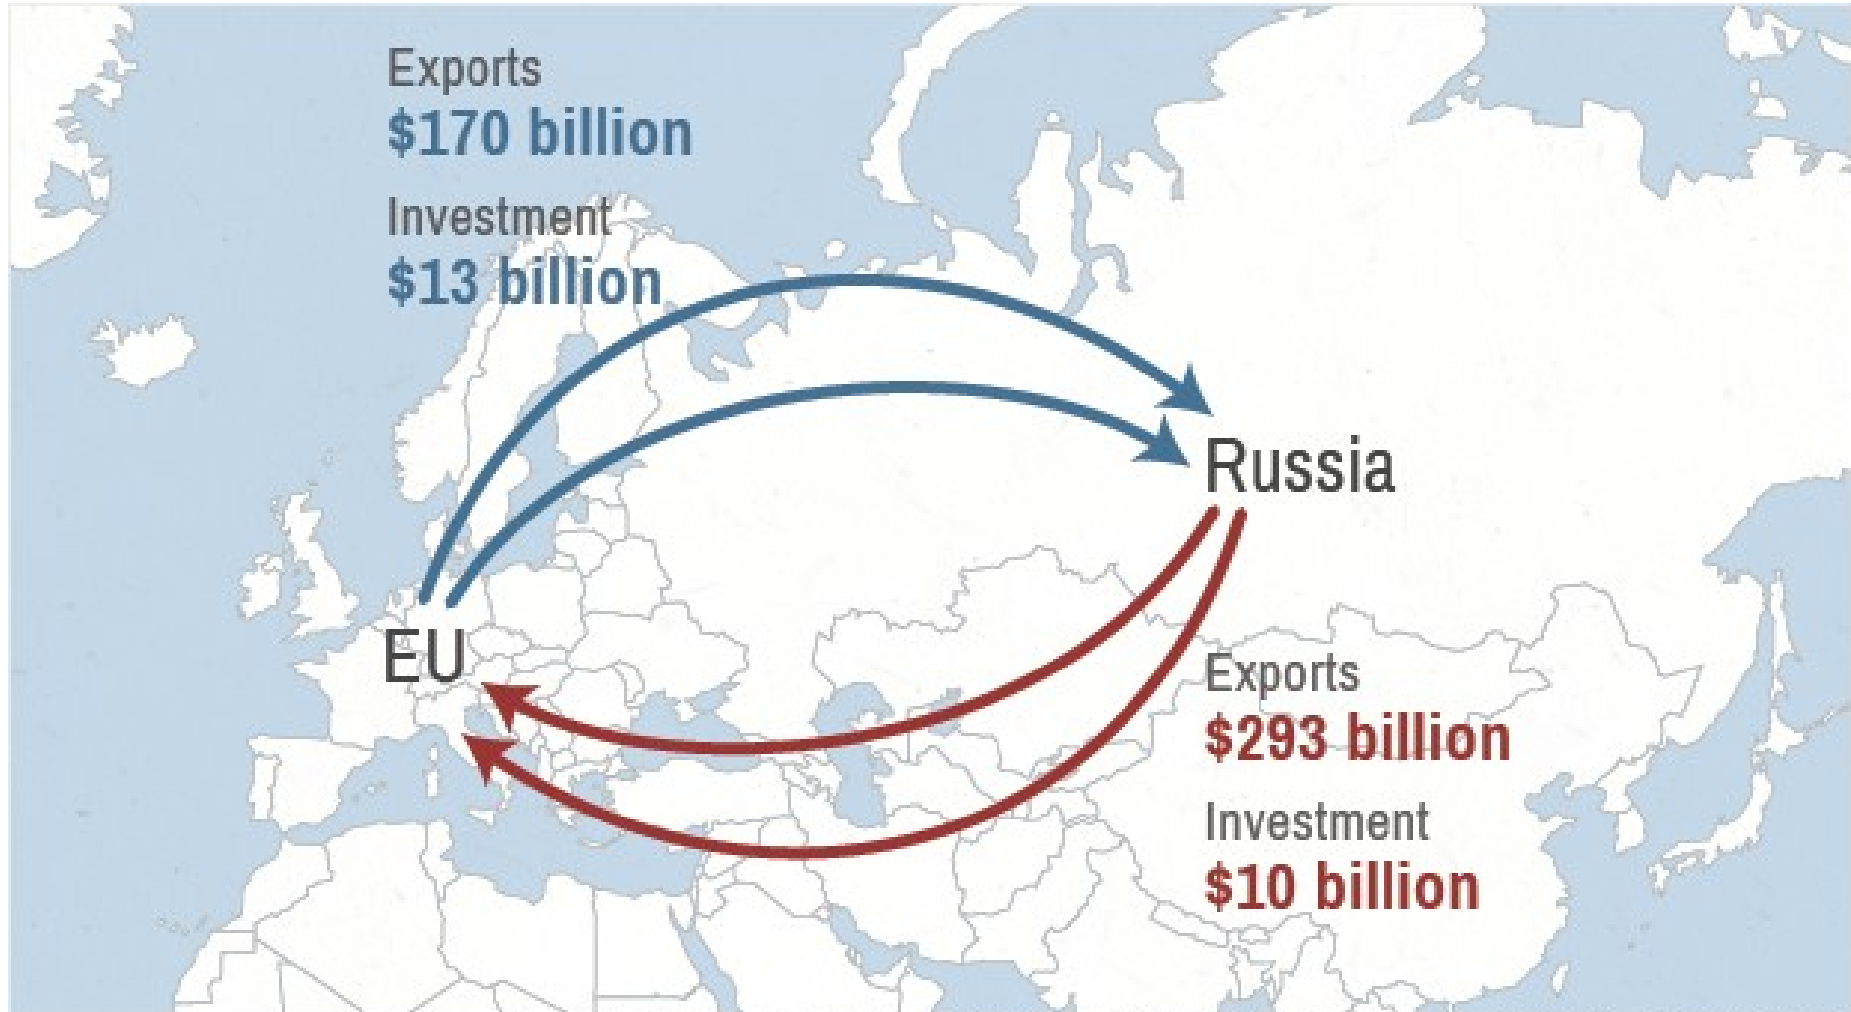 Exports
$170 billion
Investment
$13 billion
Russia
EU
Exports
$293 billion
Investment
$10 billion